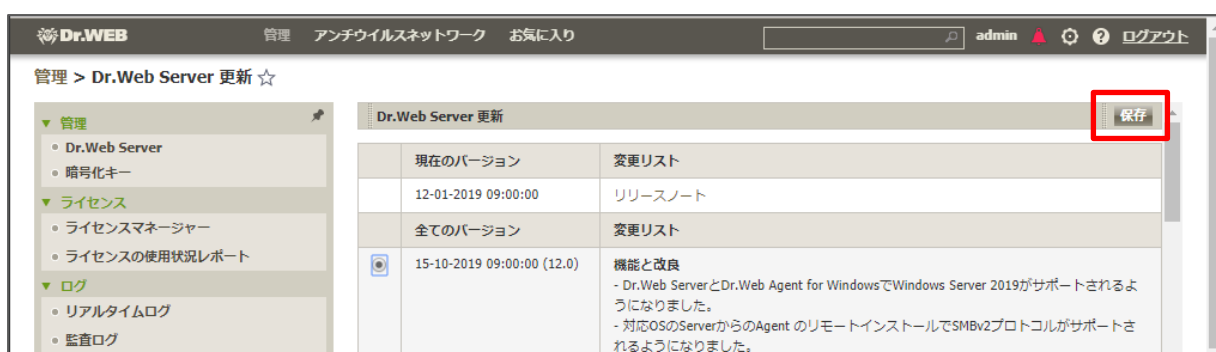 Dr.WEB 管理 アンチウイルスネットワーク お気に入り admin ログアウト
管理 > Dr.Web Server 更新
管理
Dr.Web Server
暗号化キー
ライセンス
ライセンスマネージャー
ライセンスの使用状況レポート
ログ
リアルタイムログ
監査ログ
Dr.Web Server 更新 保存
現在のバージョン 変更リスト
12-01-2019 09:00:00 リリースノート
全てのバージョン 変更リスト
15-10-2019 09:00:00 (12.0) 機能と改良
- Dr.Web ServerとDr.Web Agent for WindowsでWindows Server 2019がサポートされるよ
うになりました。
- 対応OSのServerからのAgent のリモートインストールでSMBv2プロトコルがサポートさ
れるようになりました。